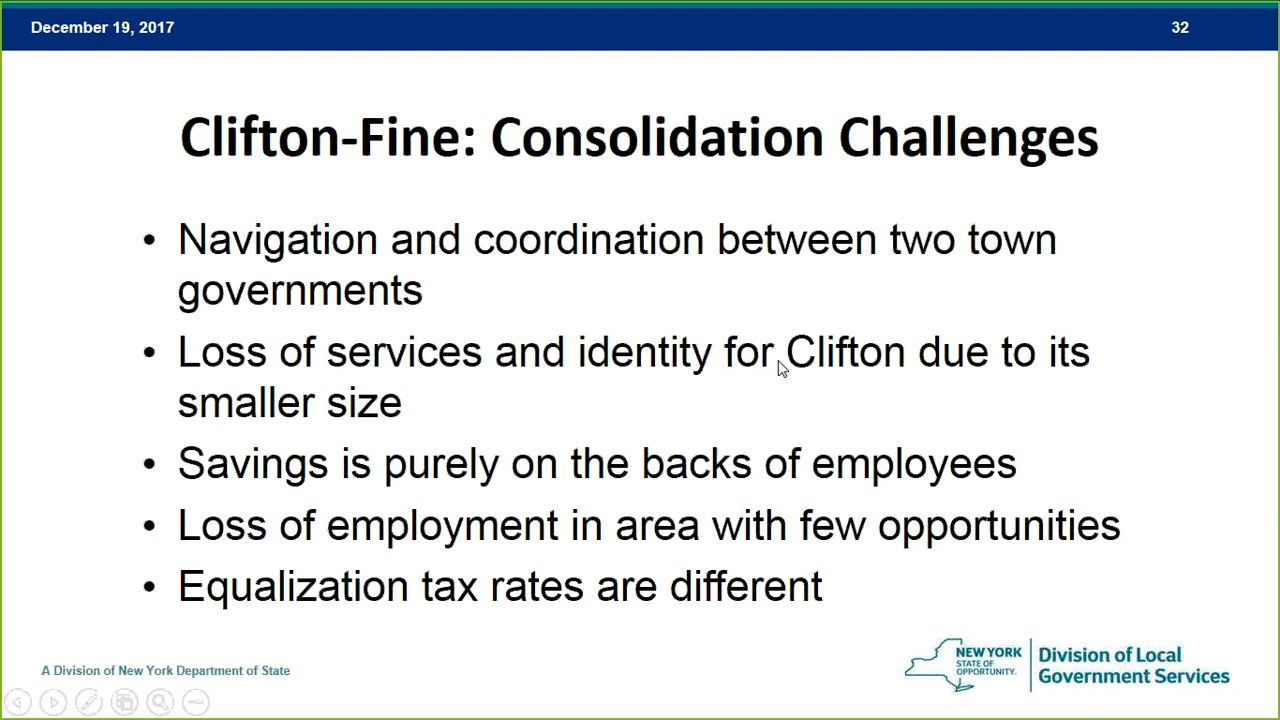 December 19, 2017
32
Clifton-Fine: Consolidation Challenges
• Navigation and coordination between two town
governments
• Loss of services and identity for Clifton due to its
smaller size
• Savings is purely on the backs of employees
• Loss of employment in area with few opportunities
• Equalization tax rates are different
A Division of New York Department of State
NEW YORK
STATE OF
OPPORTUNITY.
Division of Local
Government Services